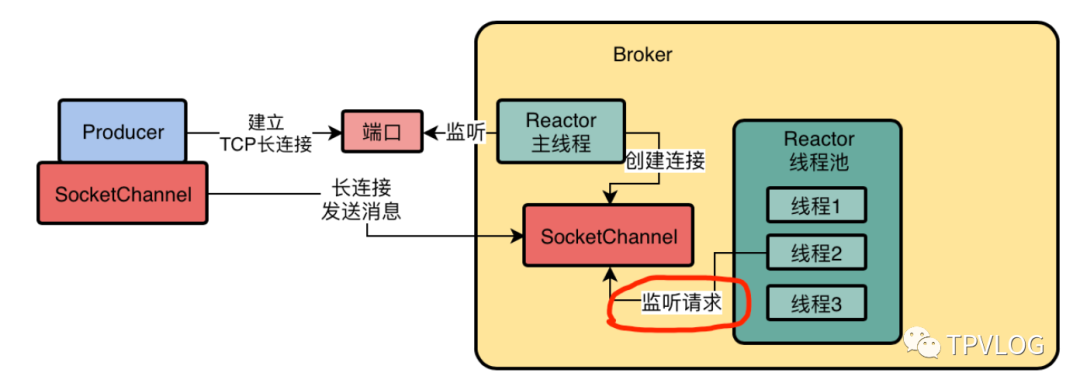 Broker
Producer
SocketChannel
建立
TCP长连接
端口
监听
Reactor
主线程
创建连接
长连接
发送消息
SocketChannel
监听请求
Reactor
线程池
线程1
线程2
线程3
TPVLOG